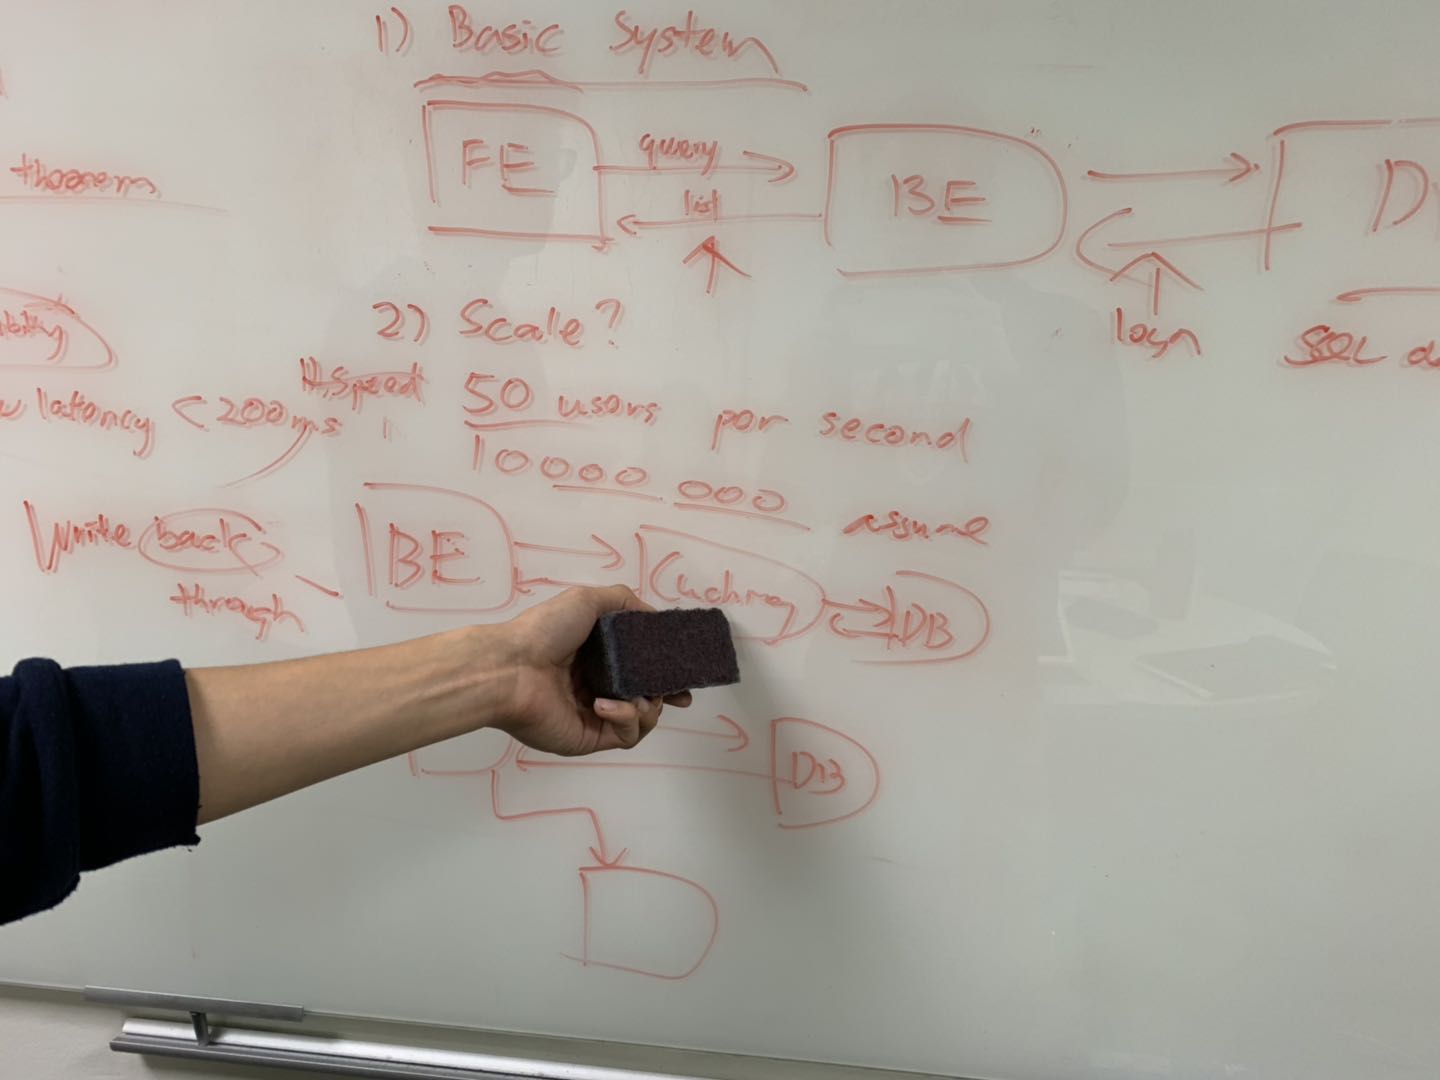 1) Basic System
FE
query
list
BE
theorem
2) Scale?
login
SQL
Speed
50 users per second
latency < 200ms
10000 000 assume
Write back
through
BE
Caching
DB
DB